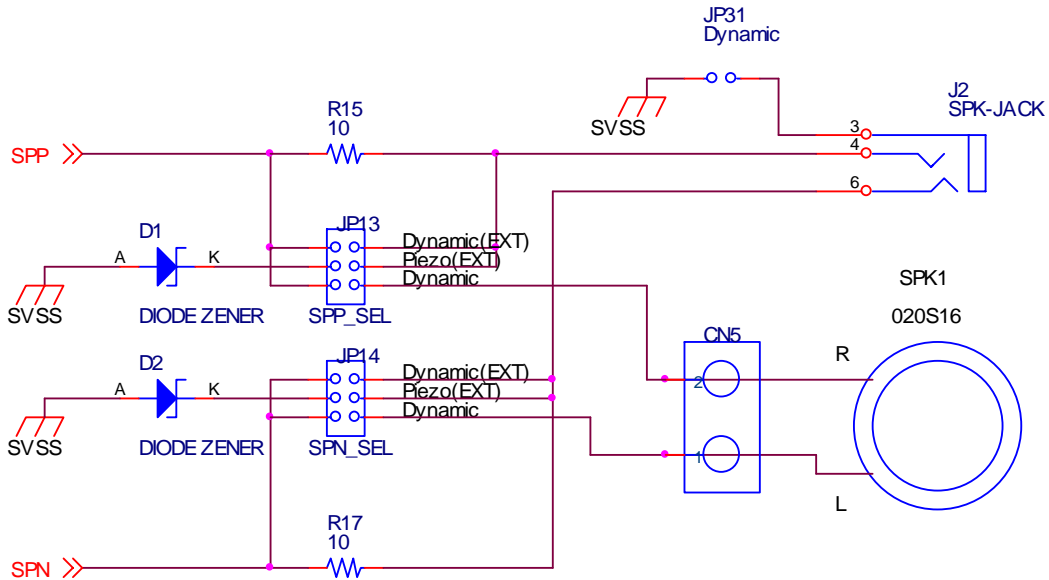 JP31
Dynamic
J2
SPK-JACK
SVSS
R15
10
3
SPP
4
6
JP13
D1
Dynamic(EXT)
A
K
Piezo(EXT)
Dynamic
SPK1
SVSS
DIODE ZENER
SPP_SEL
020S16
CN5
JP14
R
D2
Dynamic(EXT)
2
A
K
Piezo(EXT)
Dynamic
SVSS
DIODE ZENER
SPN_SEL
1
L
R17
10
SPN